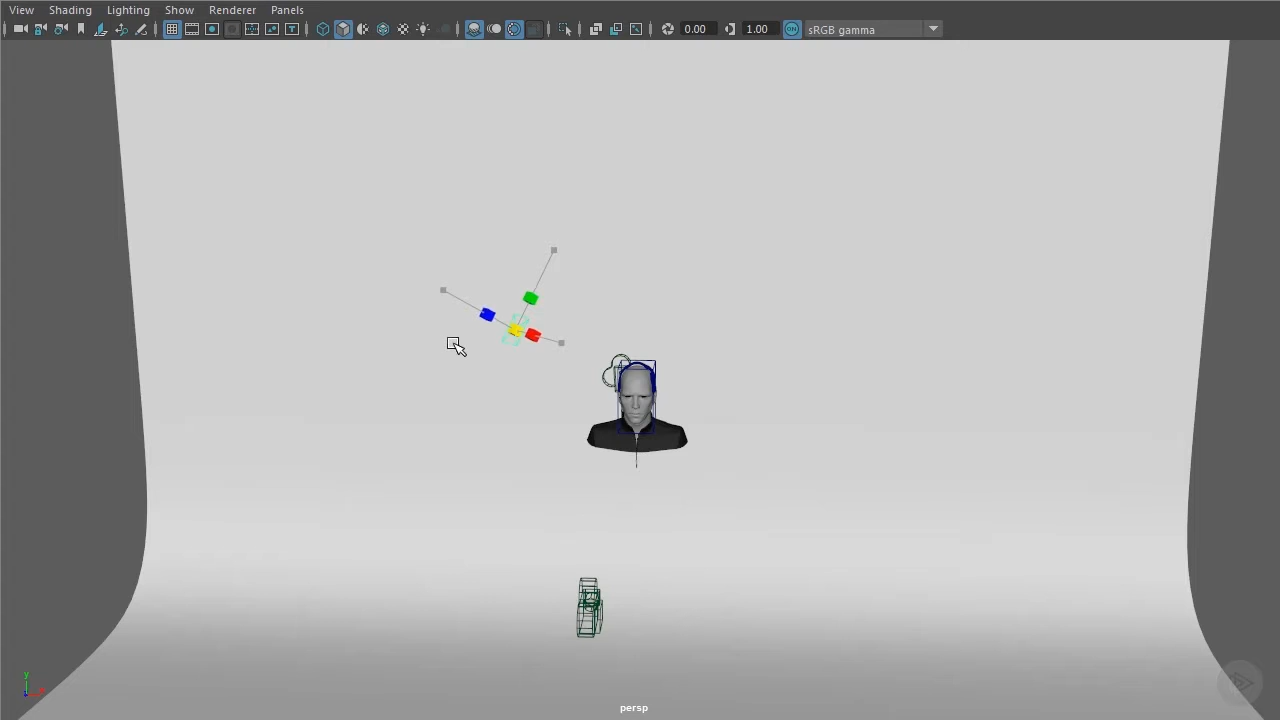 View Shading Lighting Show Renderer Panels
0.00 1.00 sRGB gamma
y
persp